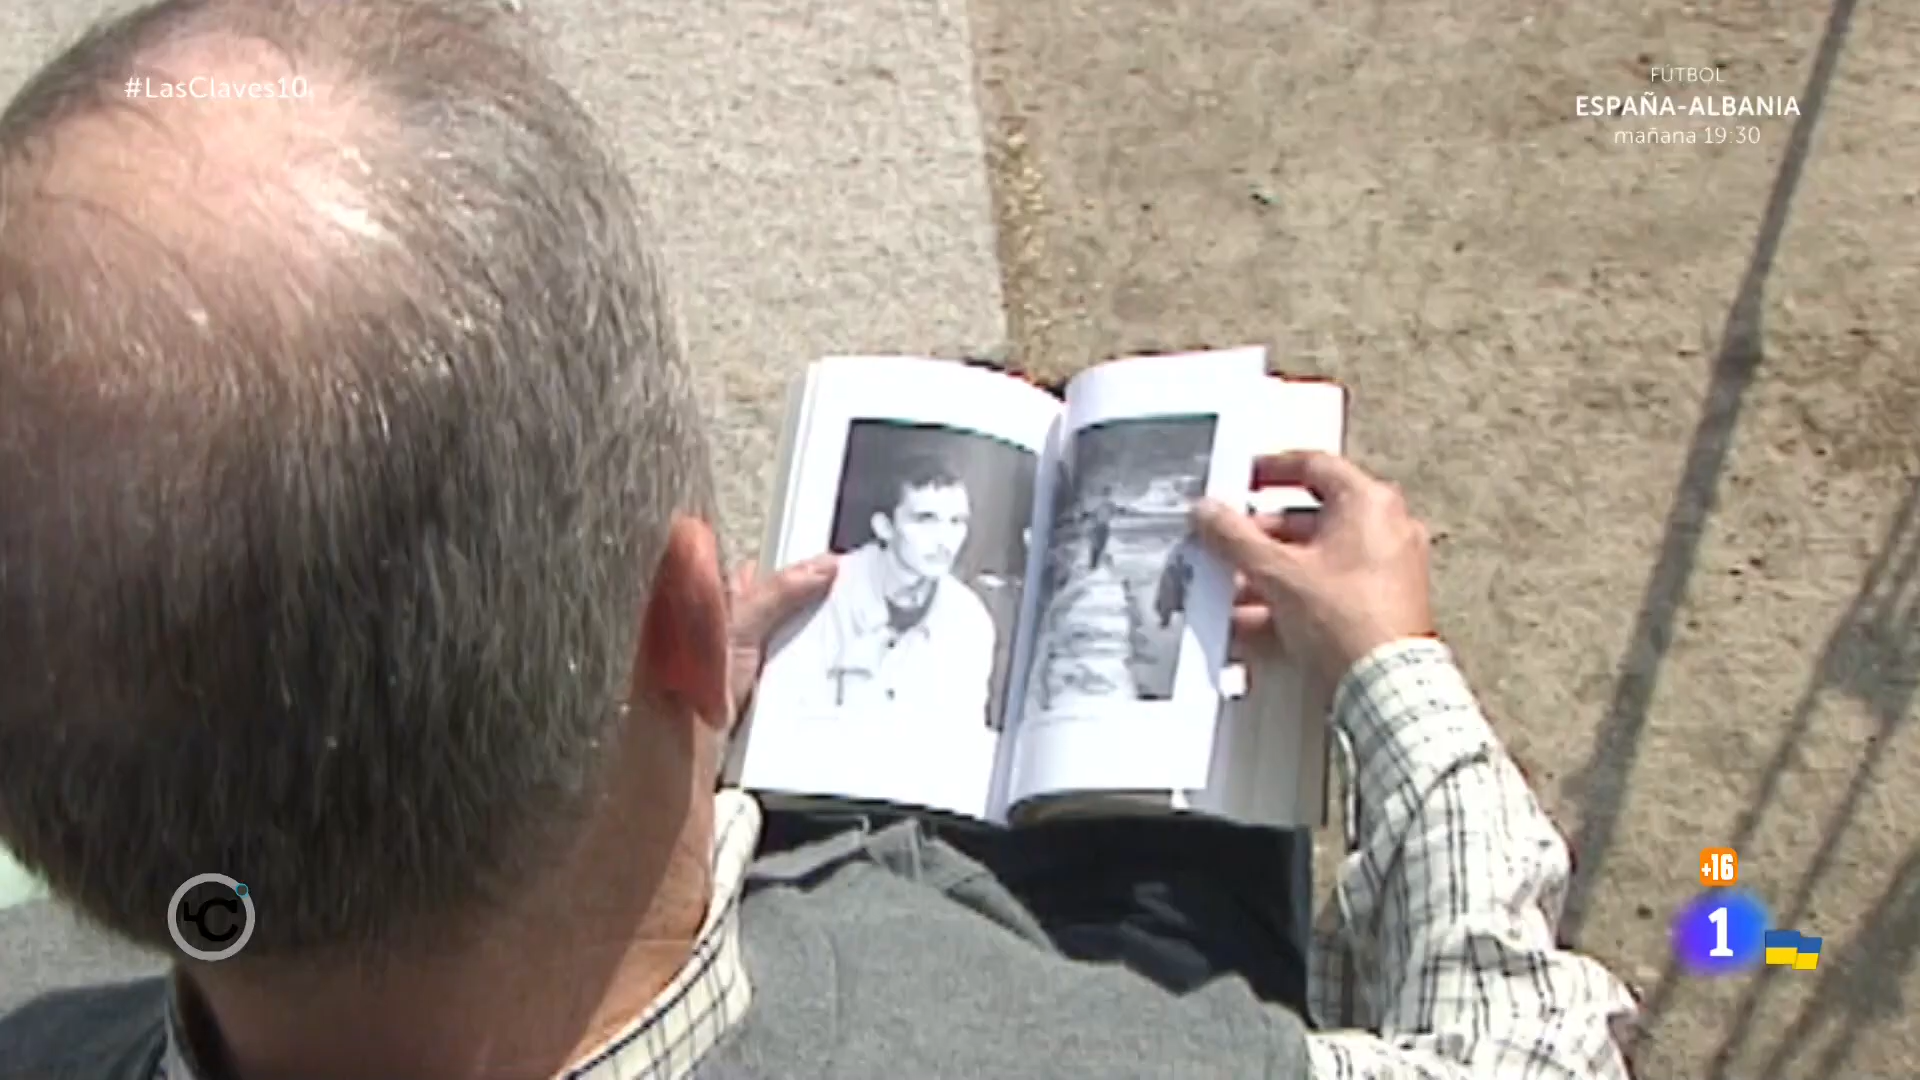 #LasClaves10
FÚTBOL
ESPAÑA-ALBANIA
mañana 19:30
+16
1